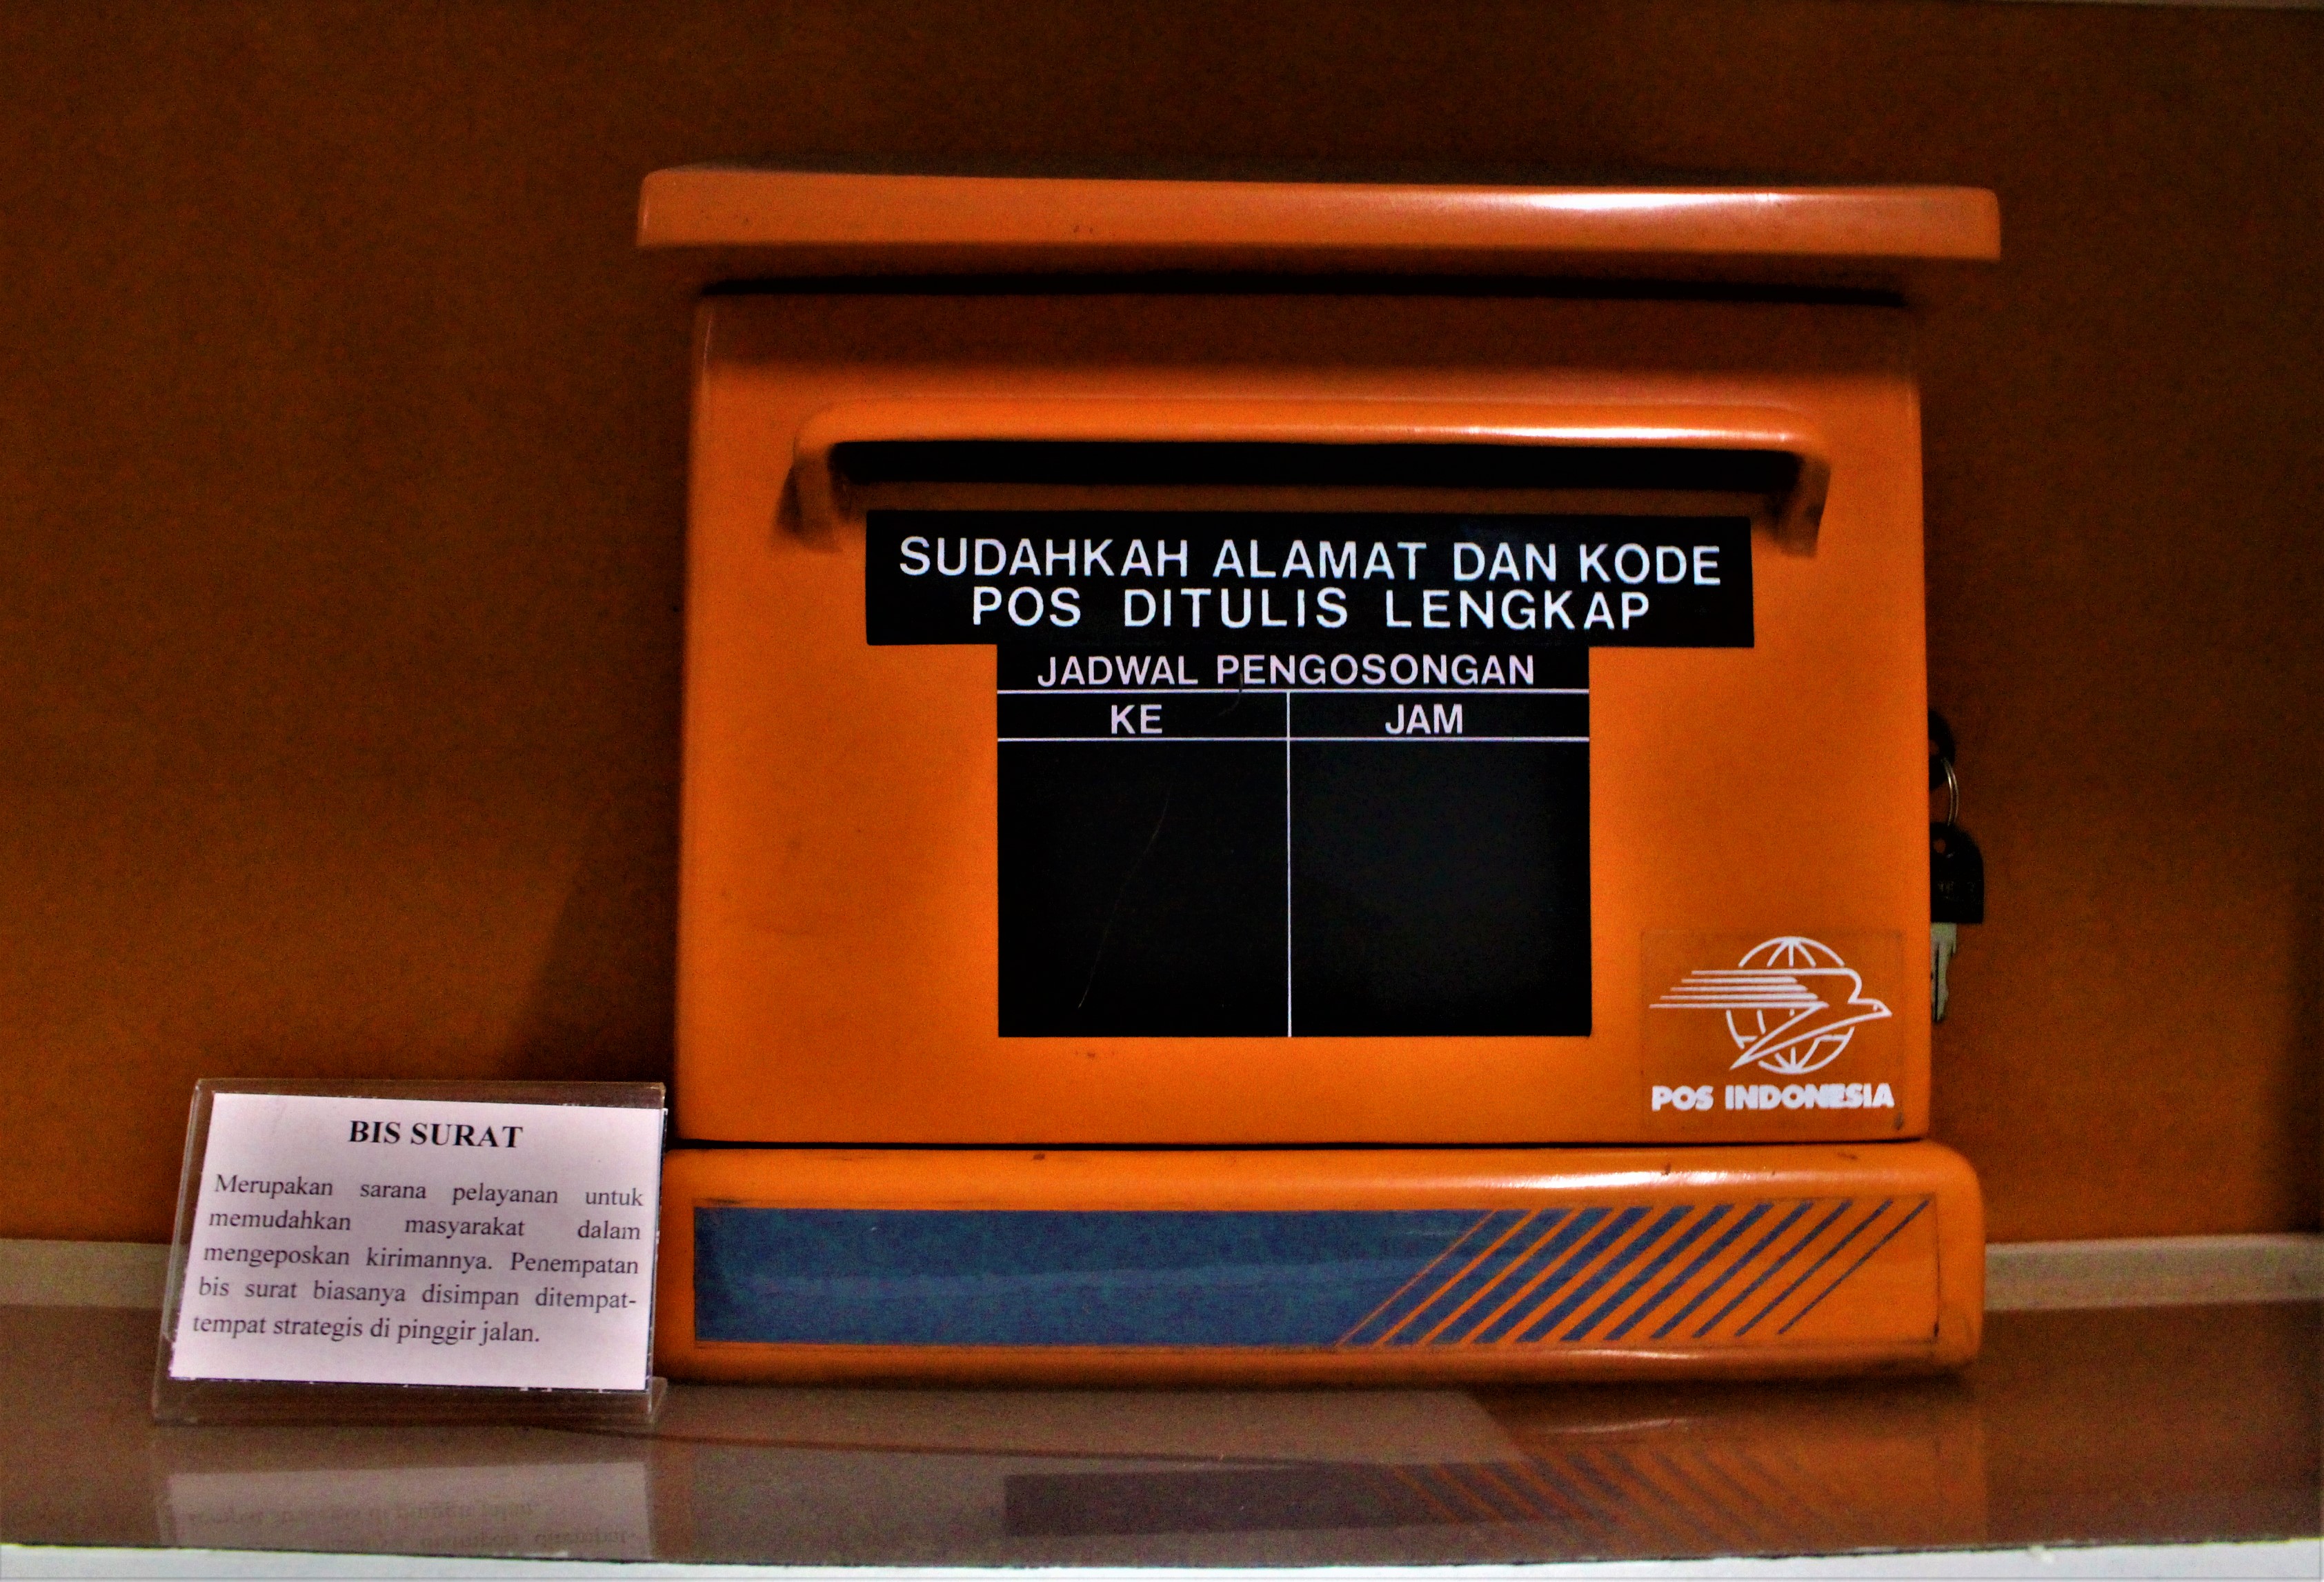 SUDAHKAH ALAMAT DAN KODE
POS DITULIS LENGKAP
JADWAL PENGOSONGAN
KE JAM
POS INDONESIA
BIS SURAT
Merupakan sarana pelayanan untuk
memudahkan masyarakat dalam
mengeposkan kirimannya. Penempatan
bis surat biasanya disimpan ditempat-
tempat strategis di pinggir jalan.